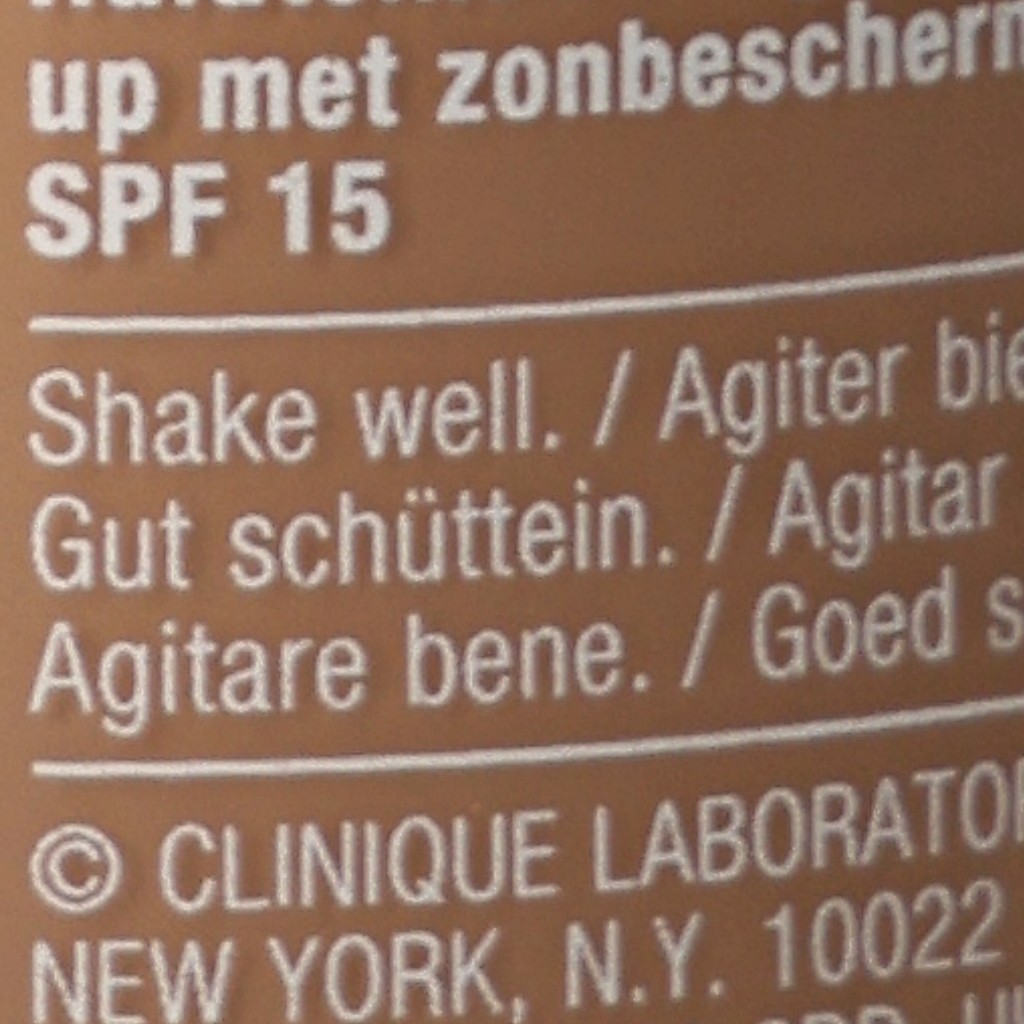 up met zonbescherm
SPF 15
Shake well. / Agiter bie
Gut schüttein. / Agitar
Agitare bene. / Goed s
© CLINIQUE LABORATOR
NEW YORK, N.Y. 10022